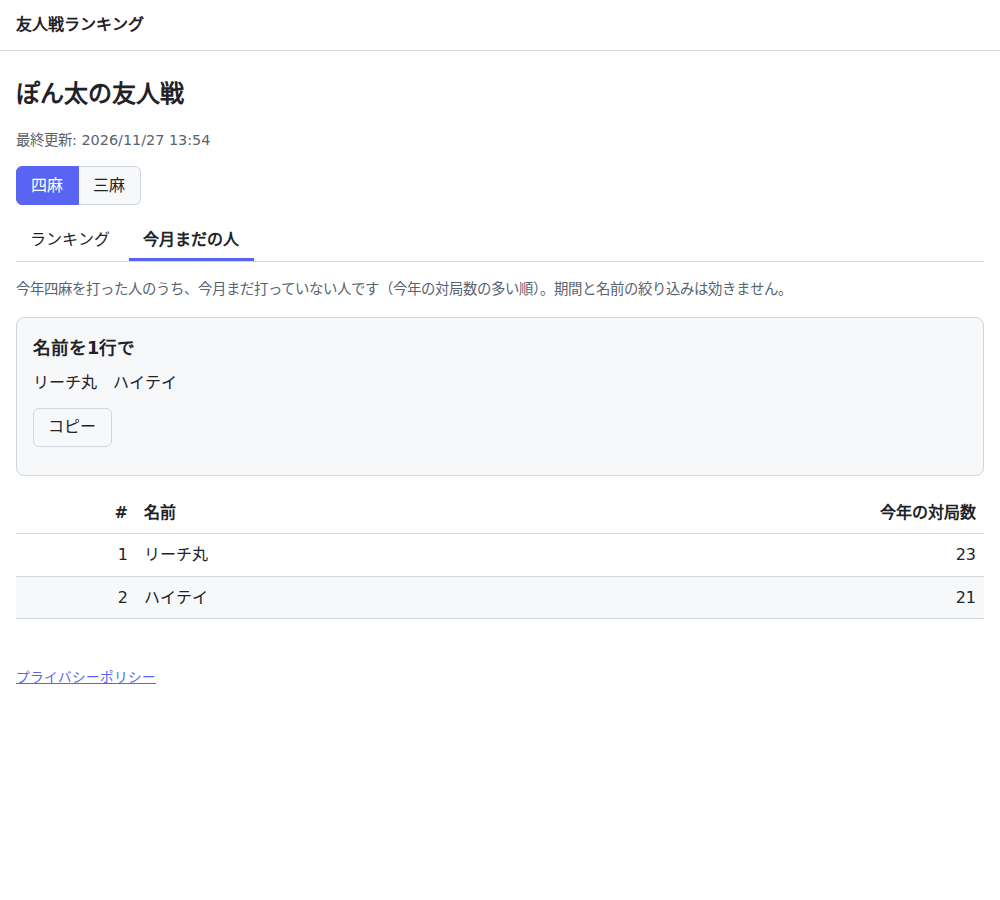 友人戦ランキング
ぽん太の友人戦
最終更新: 2026/11/27 13:54
四麻 三麻
ランキング 今月まだの人
今年四麻を打った人のうち、今月まだ打っていない人です（今年の対局数の多い順）。期間と名前の絞り込みは効きません。
名前を1行で
リーチ丸　ハイテイ
コピー
# 名前 今年の対局数
1 リーチ丸 23
2 ハイテイ 21
プライバシーポリシー